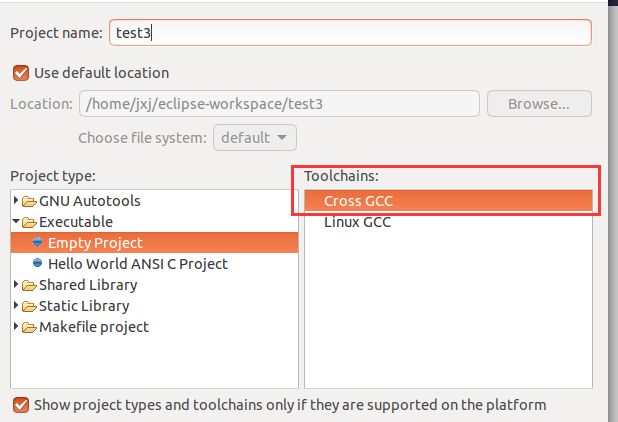 Project name: test3
Use default location
Location: /home/jxj/eclipse-workspace/test3 Browse...
Choose file system: default
Project type: Toolchains:
GNU Autotools Cross GCC
Executable Linux GCC
Empty Project
Hello World ANSI C Project
Shared Library
Static Library
Makefile project
Show project types and toolchains only if they are supported on the platform